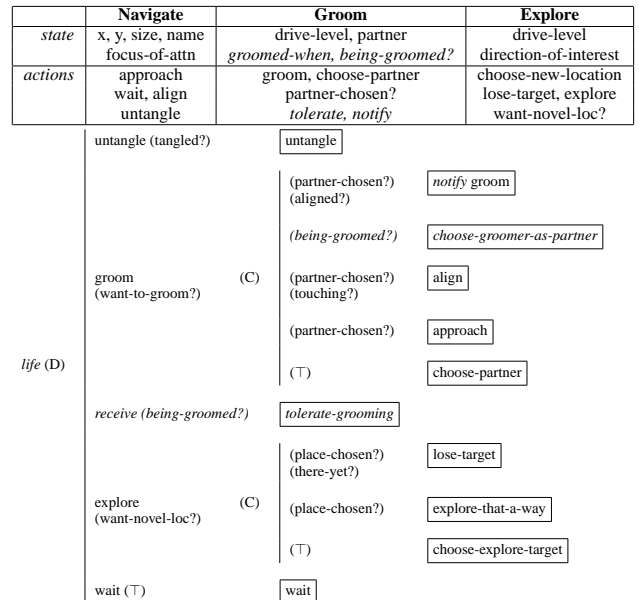 Navigate Groom Explore
state x, y, size, name drive-level, partner drive-level
focus-of-attn groomed-when, being-groomed? direction-of-interest
actions approach groom, choose-partner choose-new-location
wait, align partner-chosen? lose-target, explore
untangle tolerate, notify want-novel-loc?
untangle (tangled?) untangle
(partner-chosen?) notify groom
(aligned?)
(being-groomed?) choose-groomer-as-partner
groom (C) (partner-chosen?) align
(want-to-groom?) (touching?)
(partner-chosen?) approach
life (D)
(⊤) choose-partner
receive (being-groomed?) tolerate-grooming
(place-chosen?) lose-target
(there-yet?)
explore (C) (place-chosen?) explore-that-a-way
(want-novel-loc?)
(⊤) choose-explore-target
wait (⊤) wait